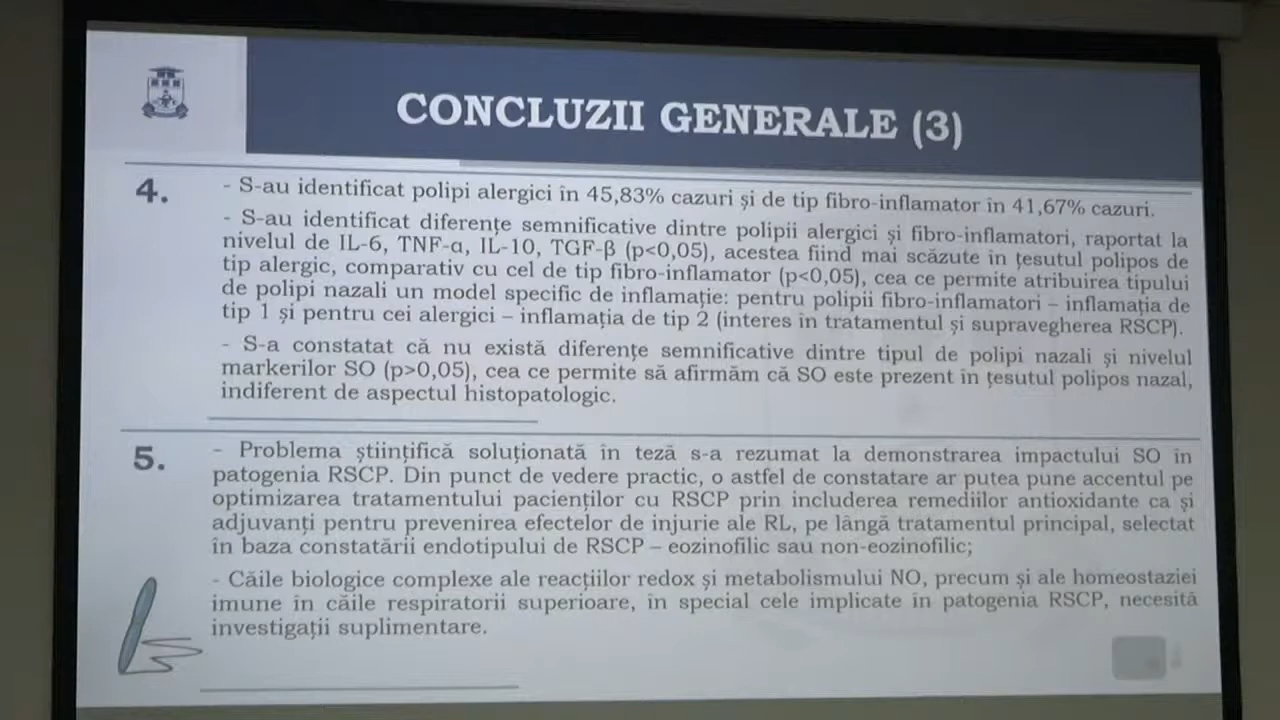 CONCLUZII GENERALE (3)
4.
- S-au identificat polipi alergici în 45,83% cazuri și de tip fibro-inflamator în 41,67% cazuri.
- S-au identificat diferențe semnificative dintre polipii alergici și fibro-inflamatori, raportat la
nivelul de IL-6, TNF-α, IL-10, TGF-β (p<0,05), acestea fiind mai scăzute în țesutul polipos de
tip alergic, comparativ cu cel de tip fibro-inflamator (p<0,05), cea ce permite atribuirea tipului
de polipi nazali un model specific de inflamație: pentru polipii fibro-inflamatori – inflamația de
tip 1 și pentru cei alergici – inflamația de tip 2 (interes în tratamentul și supravegherea RSCP).
- S-a constatat că nu există diferențe semnificative dintre tipul de polipi nazali și nivelul
markerilor SO (p>0,05), cea ce permite să afirmăm că SO este prezent în țesutul polipos nazal,
indiferent de aspectul histopatologic.
5.
- Problema științifică soluționată în teză s-a rezumat la demonstrarea impactului SO în
patogenia RSCP. Din punct de vedere practic, o astfel de constatare ar putea pune accentul pe
optimizarea tratamentului pacienților cu RSCP prin includerea remediilor antioxidante ca și
adjuvanți pentru prevenirea efectelor de injurie ale RL, pe lângă tratamentul principal, selectat
în baza constatării endotipului de RSCP – eozinofilic sau non-eozinofilic;
- Căile biologice complexe ale reacțiilor redox și metabolismului NO, precum și ale homeostaziei
imune în căile respiratorii superioare, în special cele implicate în patogenia RSCP, necesită
investigații suplimentare.